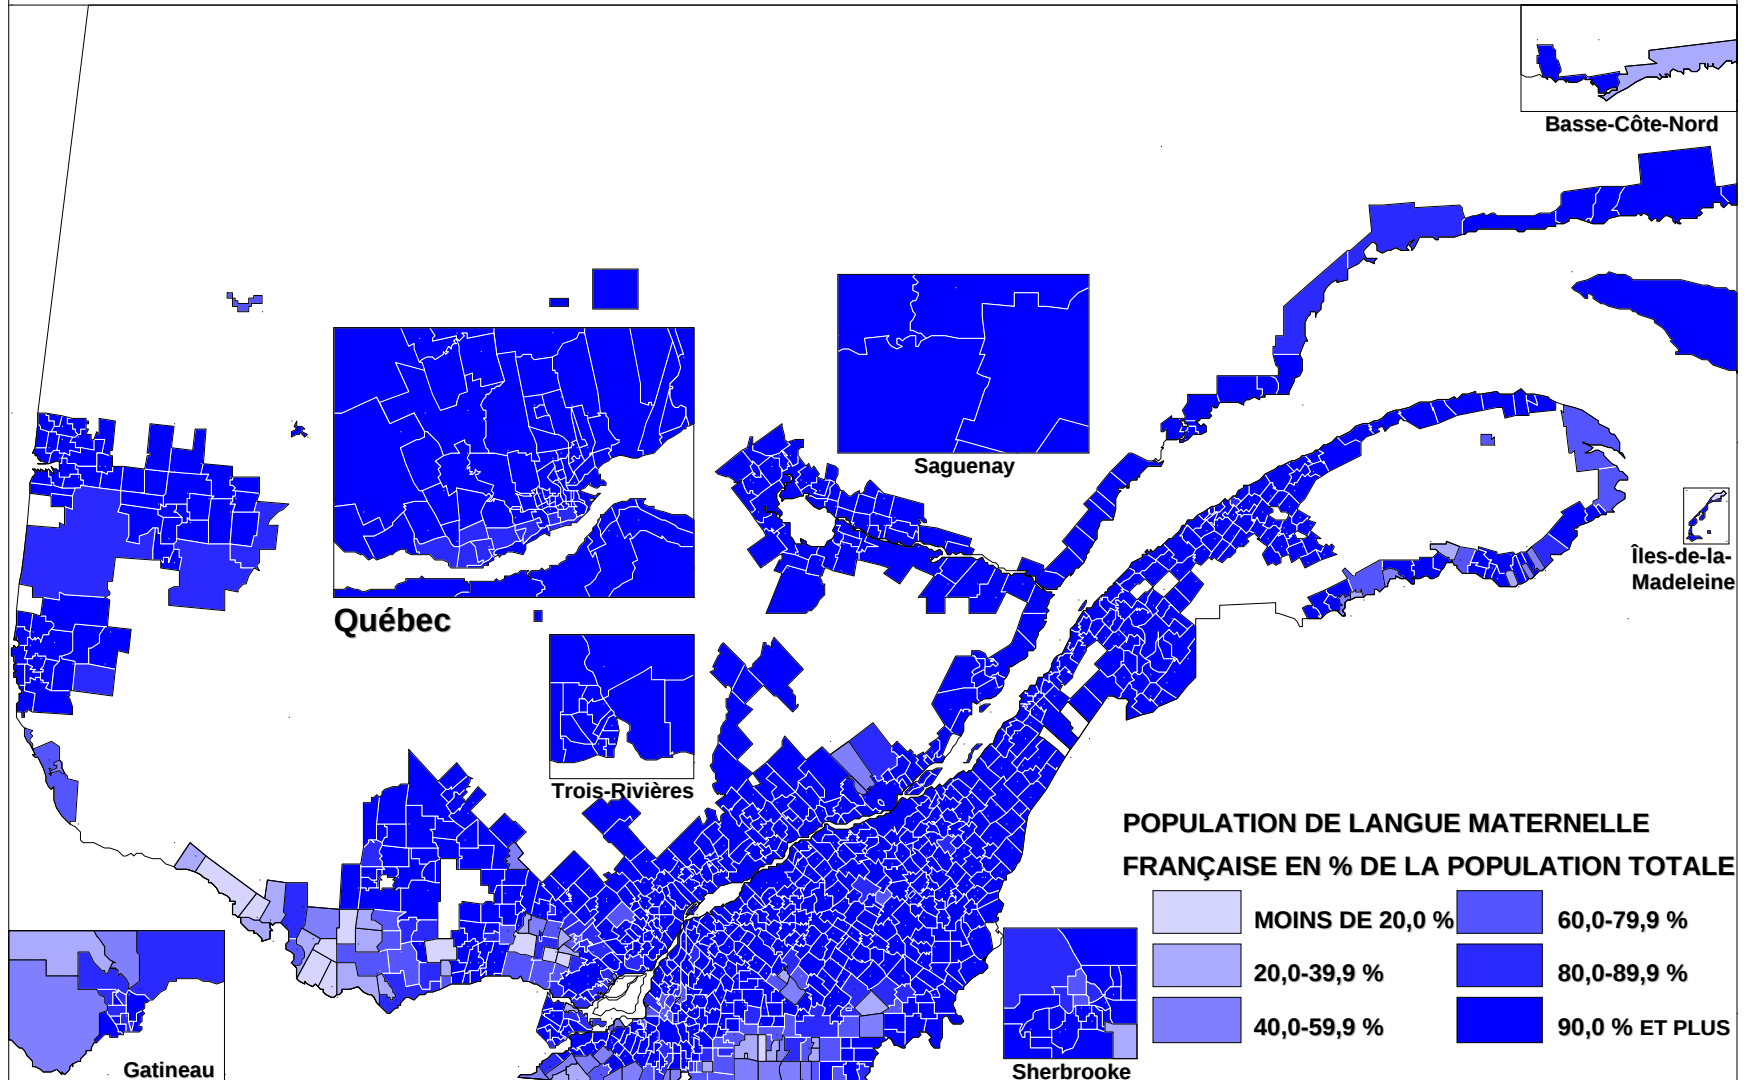 Basse-Côte-Nord
Saguenay
Îles-de-la-
Madeleine
Québec
Trois-Rivières
POPULATION DE LANGUE MATERNELLE
FRANÇAISE EN % DE LA POPULATION TOTALE
MOINS DE 20,0 %
60,0-79,9 %
20,0-39,9 %
80,0-89,9 %
40,0-59,9 %
90,0 % ET PLUS
Gatineau
Sherbrooke